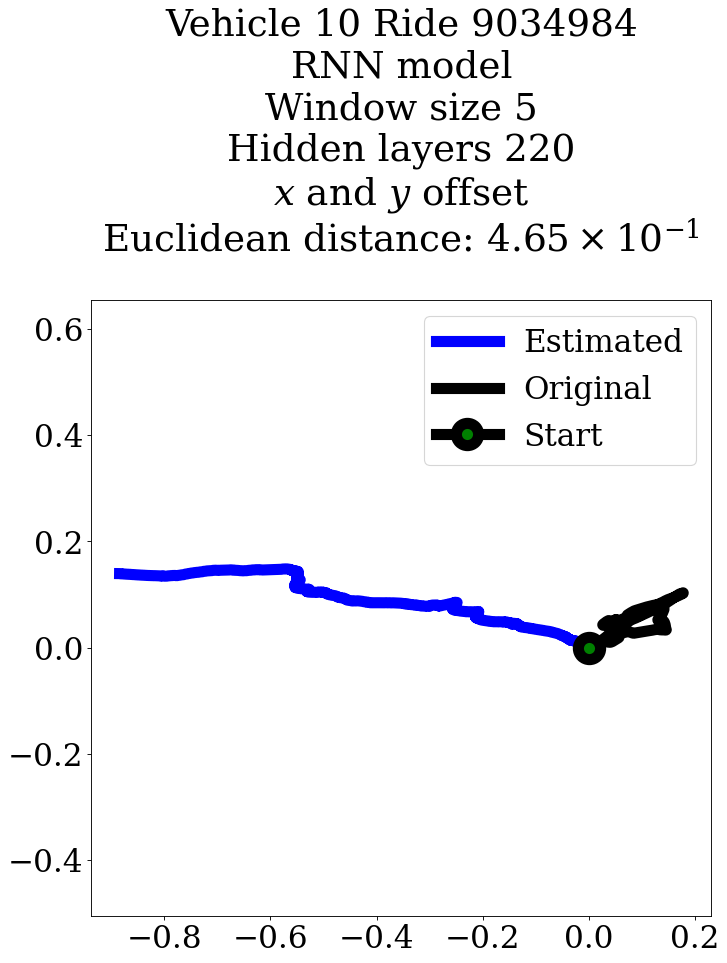 Vehicle 10 Ride 9034984
RNN model
Window size 5
Hidden layers 220
x and y offset
Euclidean distance: 4.65 × 10⁻¹
Estimated
Original
Start
0.6
0.4
0.2
0.0
−0.2
−0.4
−0.8 −0.6 −0.4 −0.2 0.0 0.2